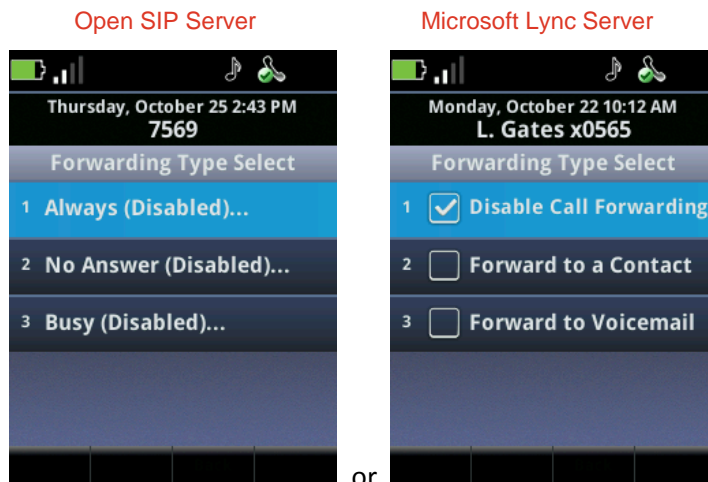 Open SIP Server
Thursday, October 25 2:43 PM
7569
Forwarding Type Select
1 Always (Disabled)...
2 No Answer (Disabled)...
3 Busy (Disabled)...
or
Microsoft Lync Server
Monday, October 22 10:12 AM
L. Gates x0565
Forwarding Type Select
1 Disable Call Forwarding
2 Forward to a Contact
3 Forward to Voicemail